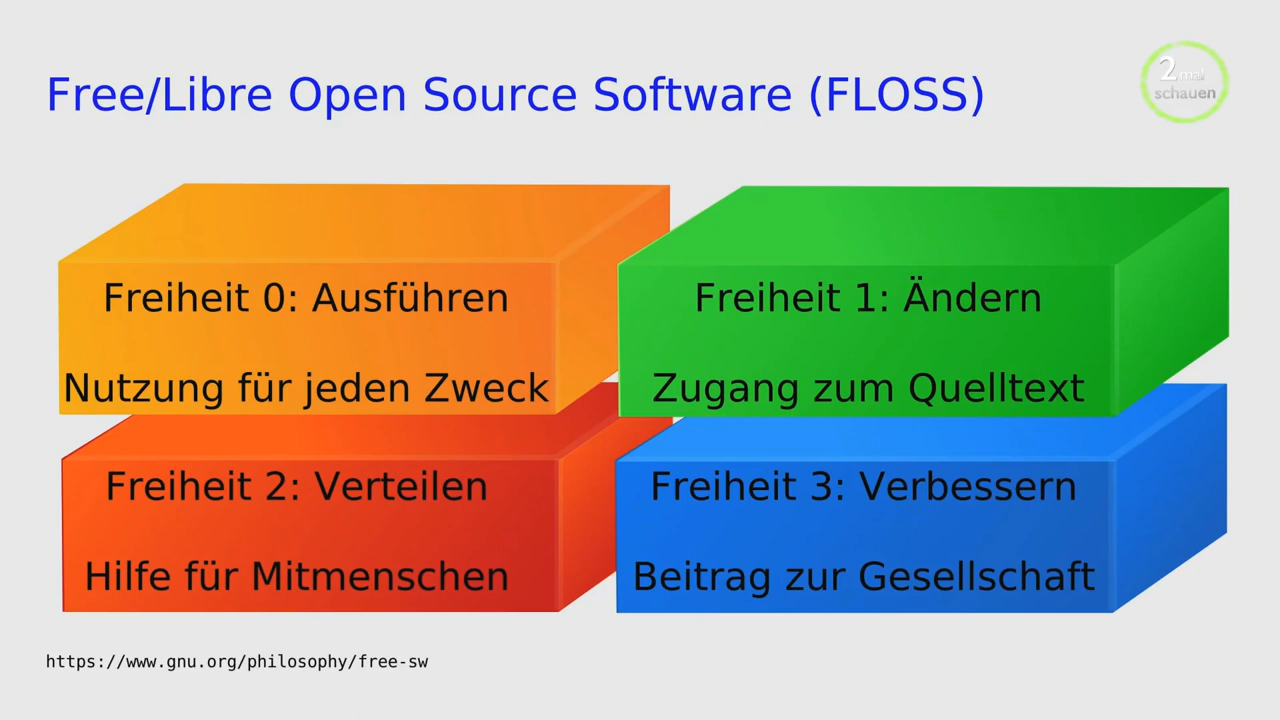 Free/Libre Open Source Software (FLOSS)
2 mal
schauen
Freiheit 0: Ausführen
Nutzung für jeden Zweck
Freiheit 1: Ändern
Zugang zum Quelltext
Freiheit 2: Verteilen
Hilfe für Mitmenschen
Freiheit 3: Verbessern
Beitrag zur Gesellschaft
https://www.gnu.org/philosophy/free-sw